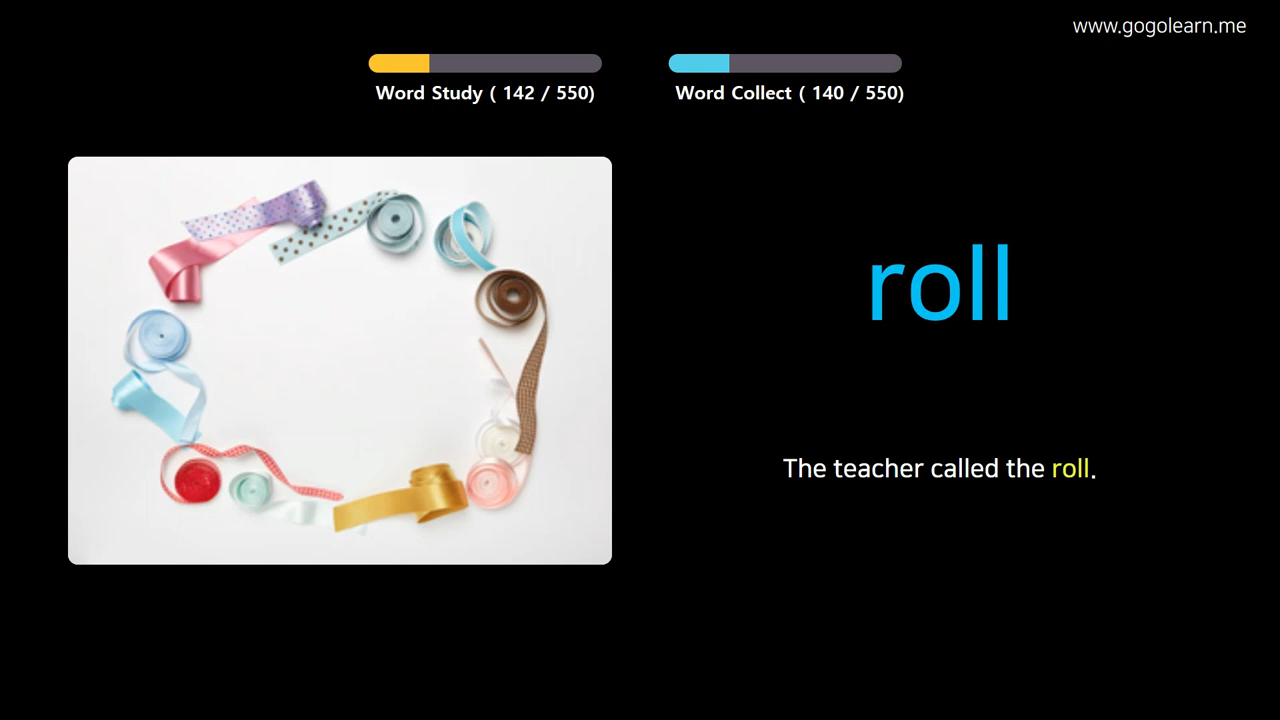 www.gogolearn.me
Word Study ( 142 / 550)
Word Collect ( 140 / 550)
roll
The teacher called the roll.